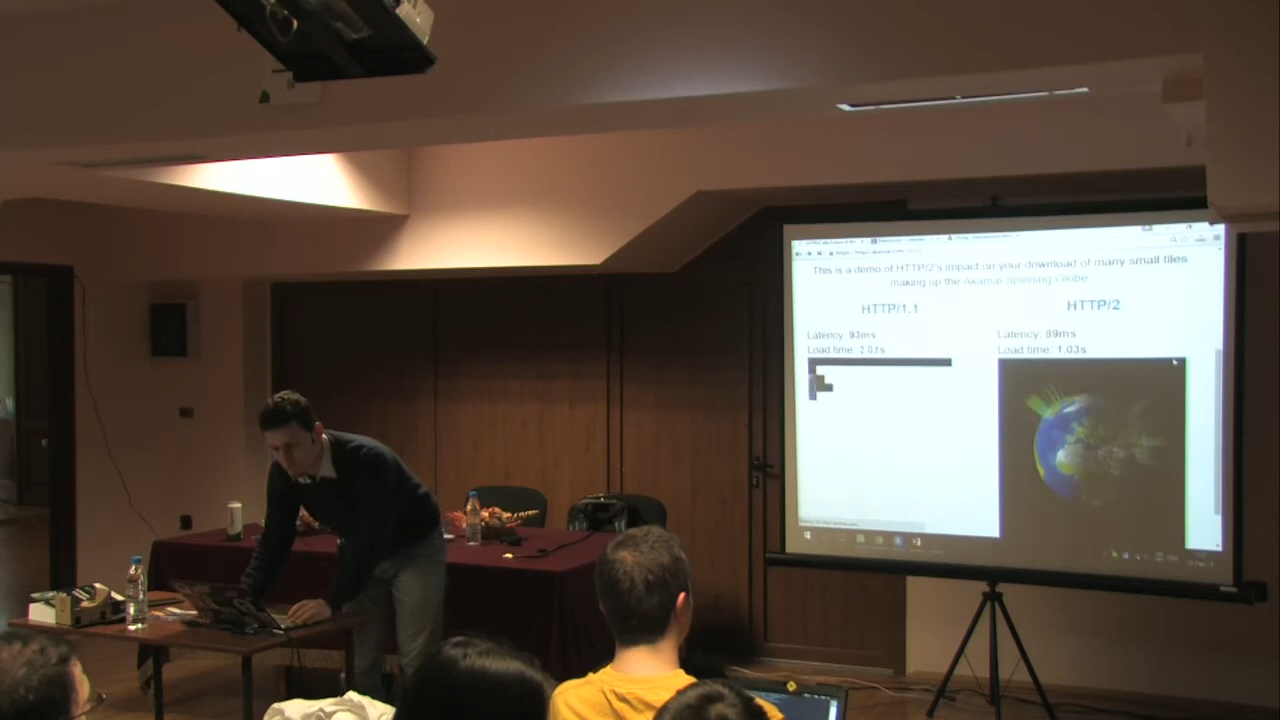 This is a demo of HTTP/2's impact on your download of many small tiles
making up the Akamai Spinning Globe.
HTTP/1.1
HTTP/2
Latency: 93ms
Latency: 89ms
Load time: 2.03s
Load time: 1.03s